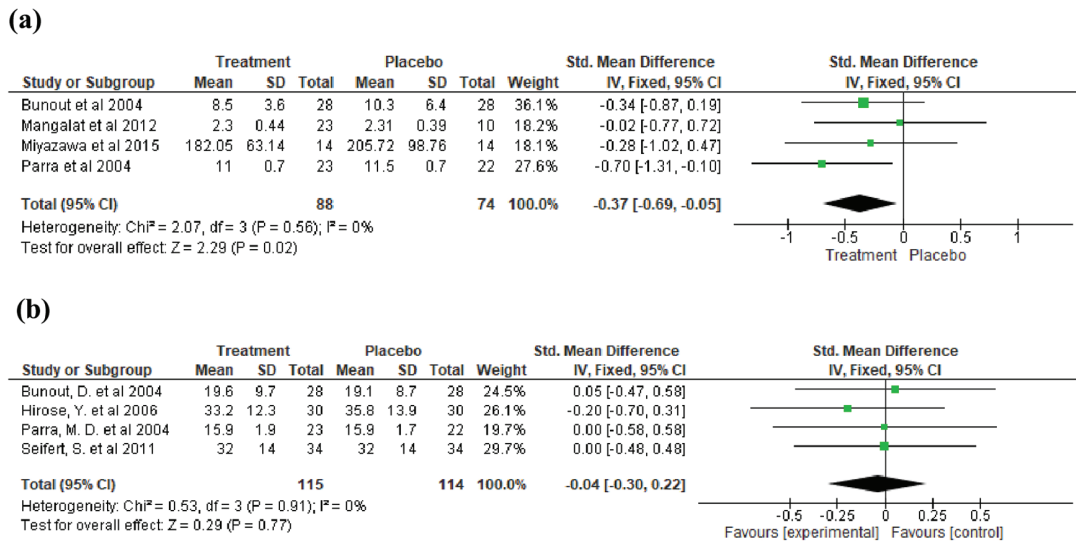 (a)
Treatment Placebo Std. Mean Difference Std. Mean Difference
Study or Subgroup Mean SD Total Mean SD Total Weight IV, Fixed, 95% CI IV, Fixed, 95% CI
Bunout et al 2004 8.5 3.6 28 10.3 6.4 28 36.1% -0.34 [-0.87, 0.19]
Mangalat et al 2012 2.3 0.44 23 2.31 0.39 10 18.2% -0.02 [-0.77, 0.72]
Miyazawa et al 2015 182.05 63.14 14 205.72 98.76 14 18.1% -0.28 [-1.02, 0.47]
Parra et al 2004 11 0.7 23 11.5 0.7 22 27.6% -0.70 [-1.31, -0.10]
Total (95% CI) 88 74 100.0% -0.37 [-0.69, -0.05]
Heterogeneity: Chi² = 2.07, df = 3 (P = 0.56); I² = 0%
Test for overall effect: Z = 2.29 (P = 0.02)
-1 -0.5 0 0.5 1
Treatment Placebo
(b)
Treatment Placebo Std. Mean Difference Std. Mean Difference
Study or Subgroup Mean SD Total Mean SD Total Weight IV, Fixed, 95% CI IV, Fixed, 95% CI
Bunout, D. et al 2004 19.6 9.7 28 19.1 8.7 28 24.5% 0.05 [-0.47, 0.58]
Hirose, Y. et al 2006 33.2 12.3 30 35.8 13.9 30 26.1% -0.20 [-0.70, 0.31]
Parra, M. D. et al 2004 15.9 1.9 23 15.9 1.7 22 19.7% 0.00 [-0.58, 0.58]
Seifert, S. et al 2011 32 14 34 32 14 34 29.7% 0.00 [-0.48, 0.48]
Total (95% CI) 115 114 100.0% -0.04 [-0.30, 0.22]
Heterogeneity: Chi² = 0.53, df = 3 (P = 0.91); I² = 0%
Test for overall effect: Z = 0.29 (P = 0.77)
-0.5 -0.25 0 0.25 0.5
Favours [experimental] Favours [control]